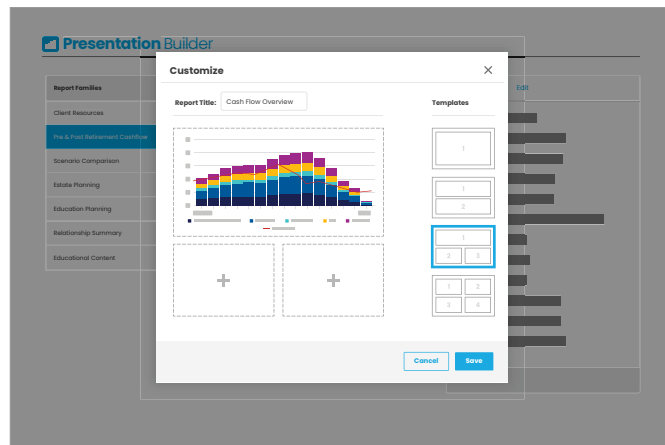 Presentation Builder
Report Families
Client Resources
Pre & Post Retirement Cashflow
Scenario Comparison
Estate Planning
Education Planning
Relationship Summary
Educational Content
Edit
Customize
Report Title: Cash Flow Overview
Templates
1
1
2
1
2 3
1 2
3 4
Cancel Save